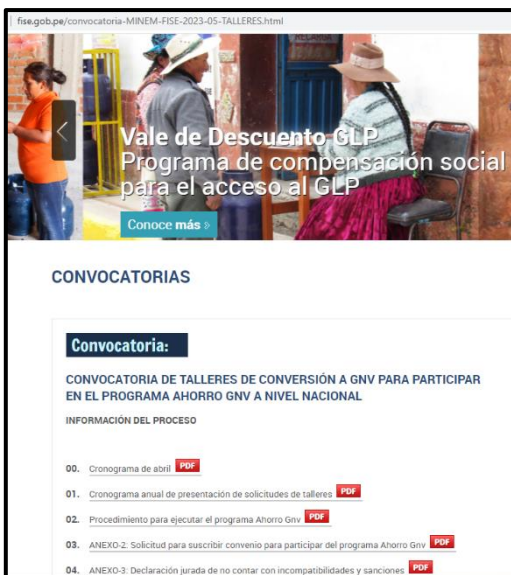 fise.gob.pe/convocatoria-MINEM-FISE-2023-05-TALLERES.html
Vale de Descuento GLP
Programa de compensación social
para el acceso al GLP
Conoce más »
CONVOCATORIAS
Convocatoria:
CONVOCATORIA DE TALLERES DE CONVERSIÓN A GNV PARA PARTICIPAR
EN EL PROGRAMA AHORRO GNV A NIVEL NACIONAL
INFORMACIÓN DEL PROCESO
00. Cronograma de abril PDF
01. Cronograma anual de presentación de solicitudes de talleres PDF
02. Procedimiento para ejecutar el programa Ahorro Gnv PDF
03. ANEXO-2: Solicitud para suscribir convenio para participar del programa Ahorro Gnv PDF
04. ANEXO-3: Declaración jurada de no contar con incompatibilidades y sanciones PDF